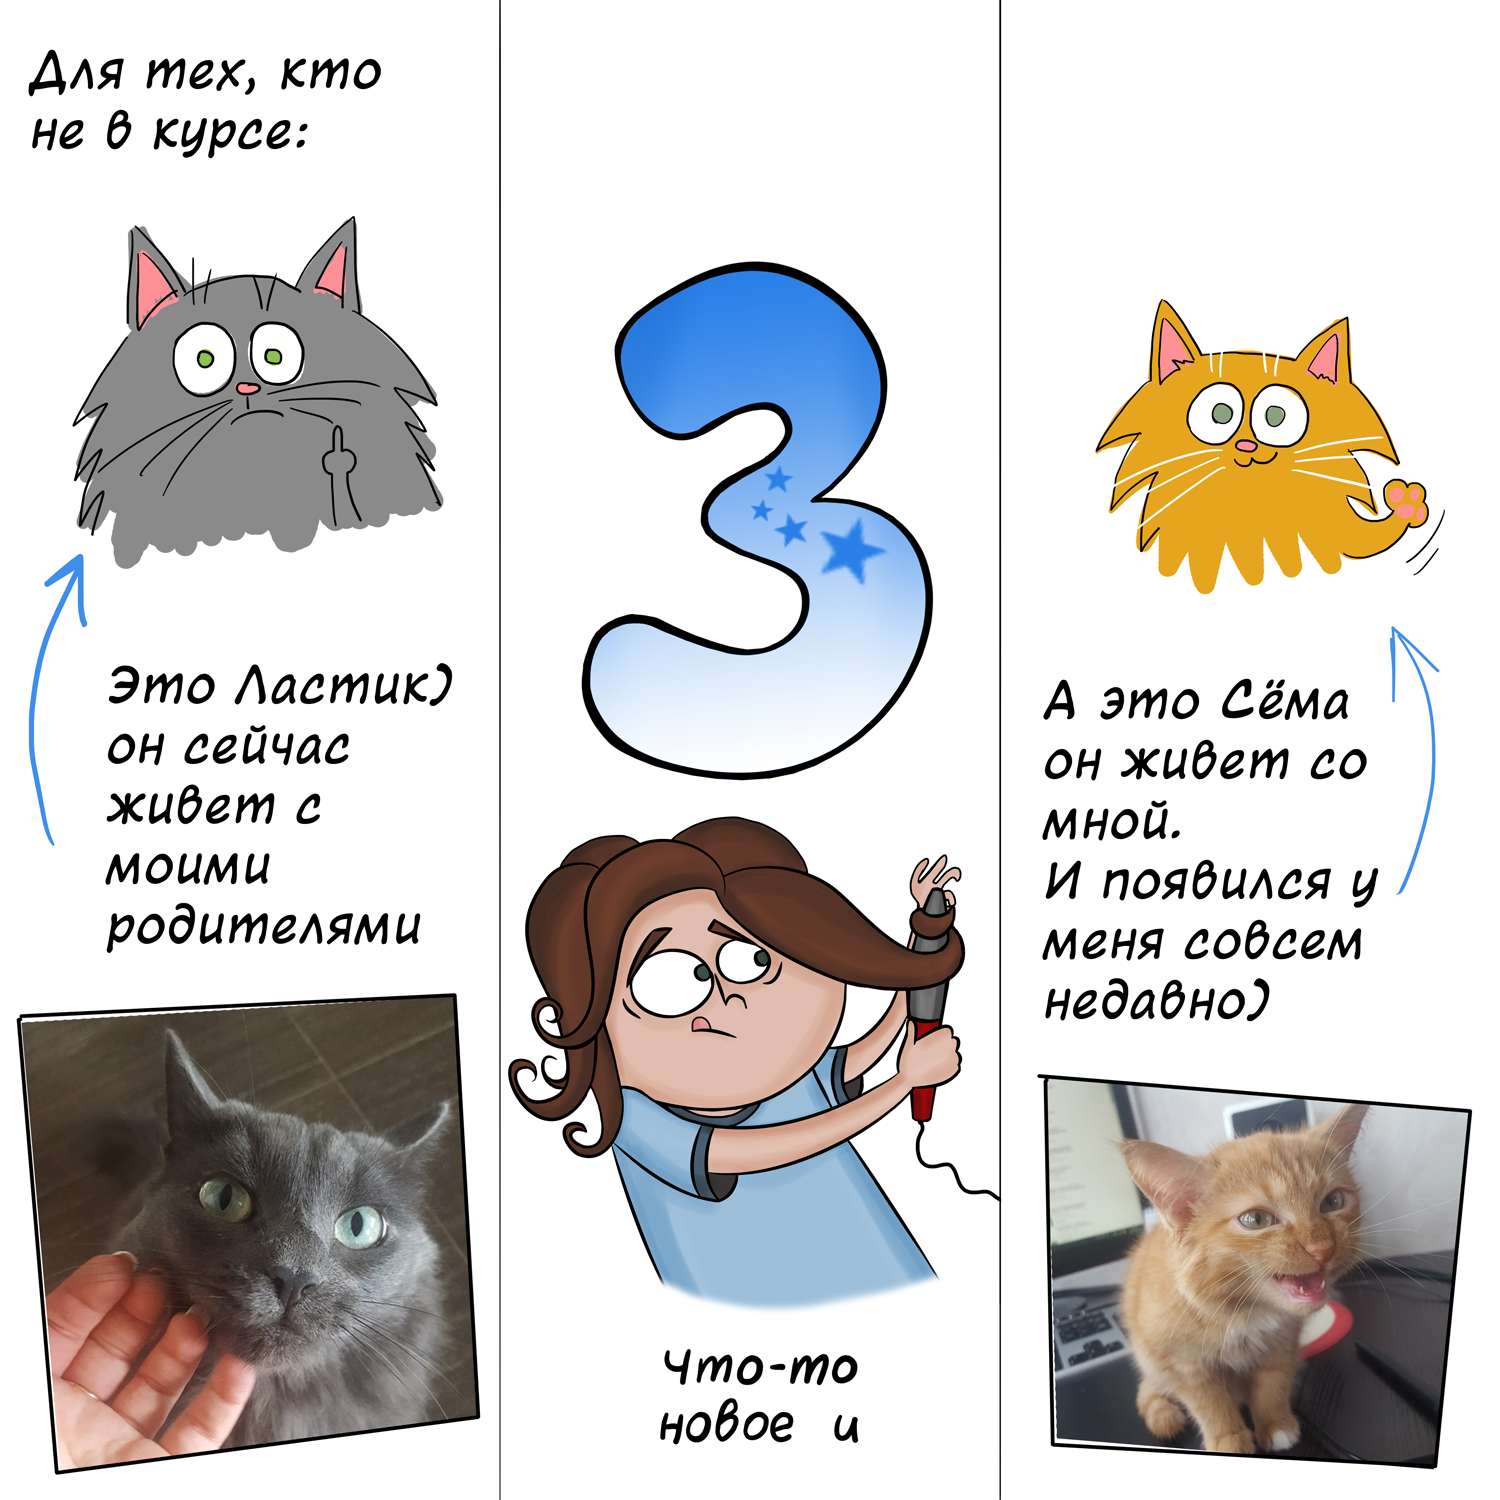 Для тех, кто
не в курсе:
Это Ластик)
он сейчас
живет с
моими
родителями
3
Что-то
новое и
А это Сёма
он живет со
мной.
И появился у
меня совсем
недавно)